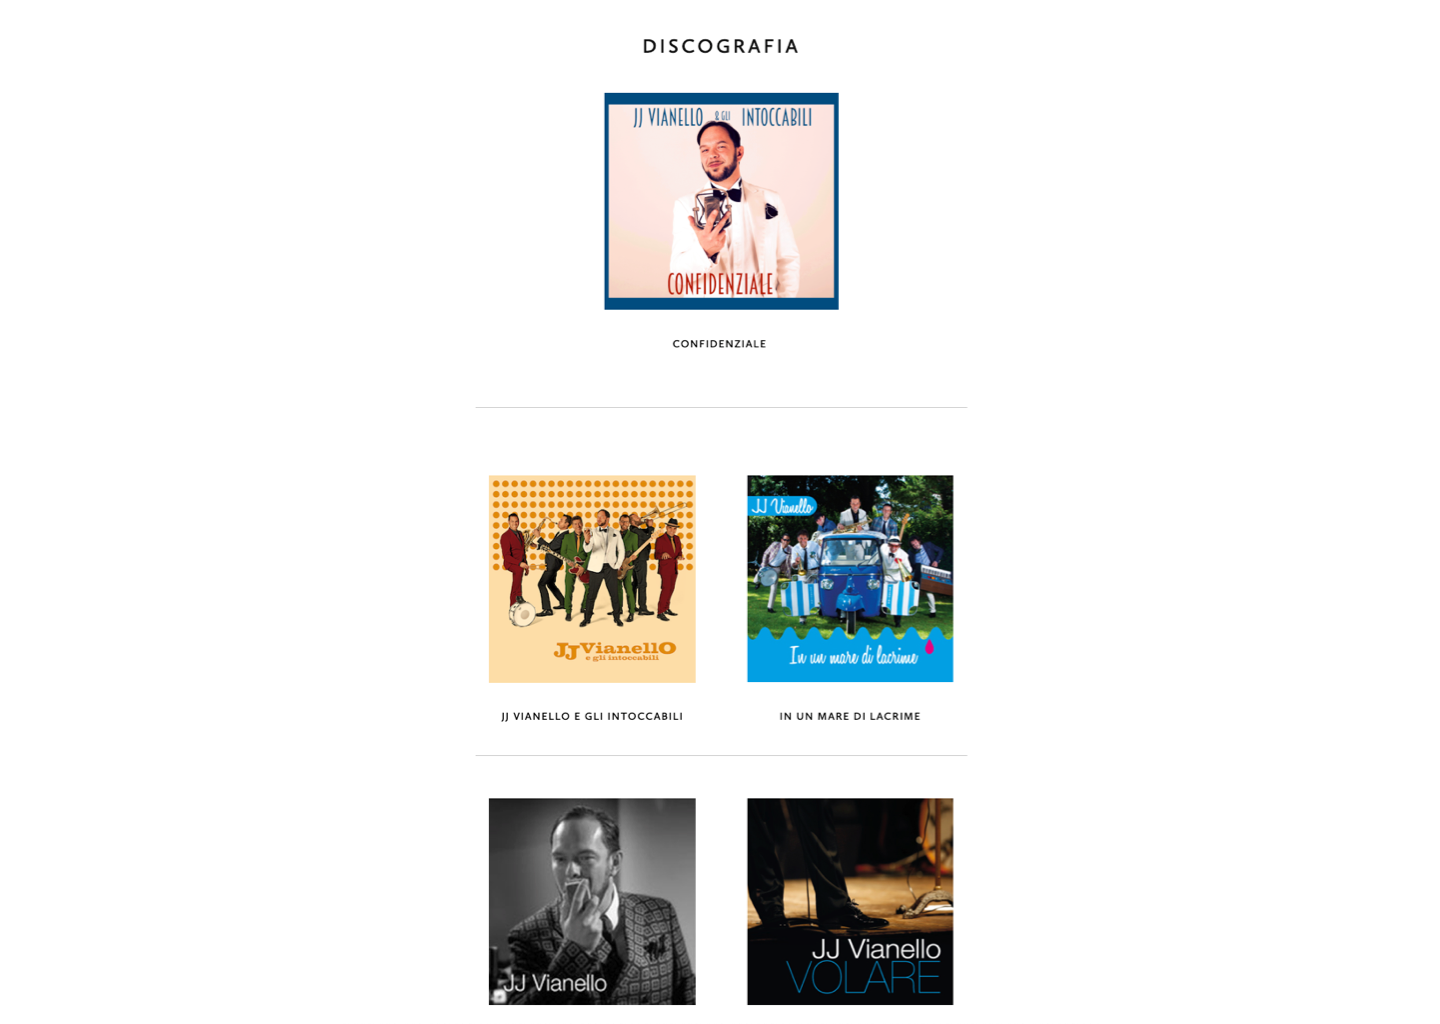 DISCOGRAFIA
JJ VIANELLO & GLI INTOCCABILI
CONFIDENZIALE
CONFIDENZIALE
JJ VianellO
e gli intoccabili
JJ Vianello
In un mare di lacrime
JJ VIANELLO E GLI INTOCCABILI
IN UN MARE DI LACRIME
JJ Vianello
JJ Vianello
VOLARE